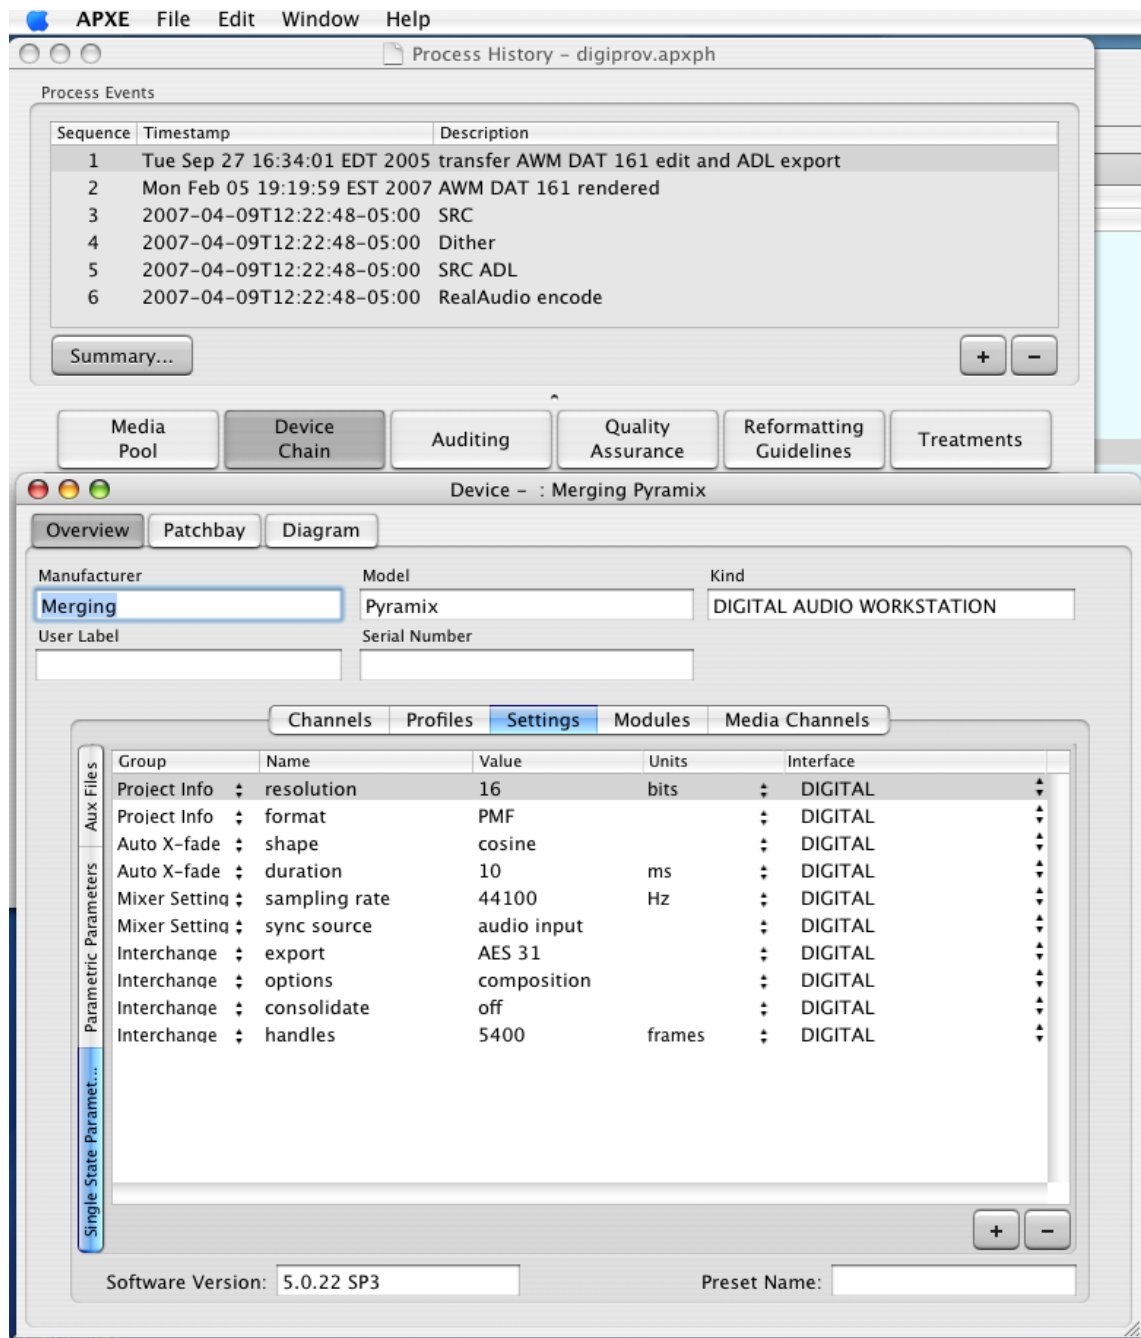 APXE File Edit Window Help
Process History – digiprov.apxph
Process Events
Sequence Timestamp Description
1 Tue Sep 27 16:34:01 EDT 2005 transfer AWM DAT 161 edit and ADL export
2 Mon Feb 05 19:19:59 EST 2007 AWM DAT 161 rendered
3 2007-04-09T12:22:48-05:00 SRC
4 2007-04-09T12:22:48-05:00 Dither
5 2007-04-09T12:22:48-05:00 SRC ADL
6 2007-04-09T12:22:48-05:00 RealAudio encode
Summary... + −
Media Pool Device Chain Auditing Quality Assurance Reformatting Guidelines Treatments
Device – : Merging Pyramix
Overview Patchbay Diagram
Manufacturer Model Kind
Merging Pyramix DIGITAL AUDIO WORKSTATION
User Label Serial Number
Channels Profiles Settings Modules Media Channels
Aux Files
Parametric Parameters
Single State Paramet...
Group Name Value Units Interface
Project Info resolution 16 bits DIGITAL
Project Info format PMF DIGITAL
Auto X-fade shape cosine DIGITAL
Auto X-fade duration 10 ms DIGITAL
Mixer Setting sampling rate 44100 Hz DIGITAL
Mixer Setting sync source audio input DIGITAL
Interchange export AES 31 DIGITAL
Interchange options composition DIGITAL
Interchange consolidate off DIGITAL
Interchange handles 5400 frames DIGITAL
+ −
Software Version: 5.0.22 SP3 Preset Name: